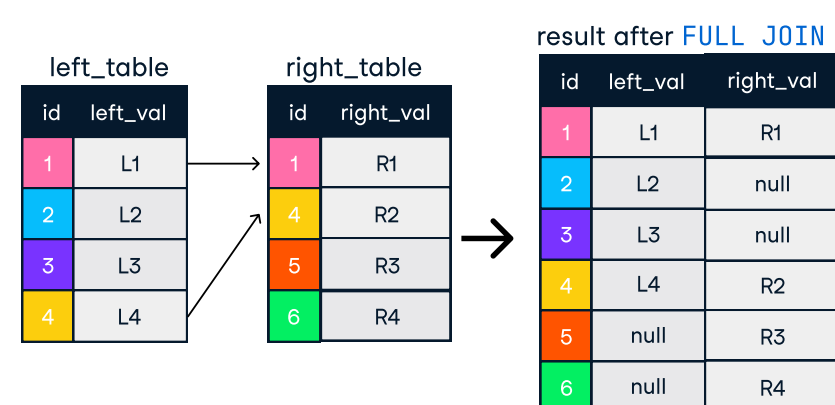 result after FULL JOIN
left_table
right_table
id left_val
1 L1
2 L2
3 L3
4 L4
id right_val
1 R1
4 R2
5 R3
6 R4
id left_val right_val
1 L1 R1
2 L2 null
3 L3 null
4 L4 R2
5 null R3
6 null R4